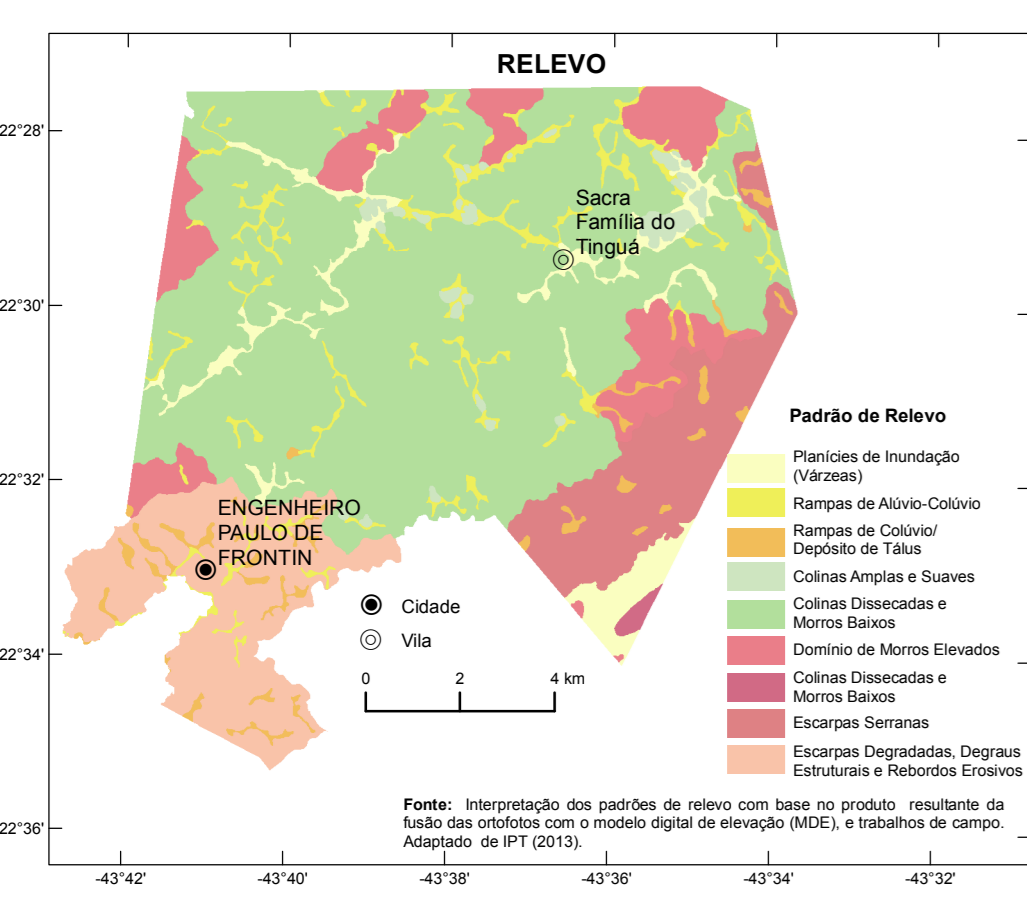 RELEVO
22°28'
22°30'
22°32'
22°34'
22°36'
Sacra
Família do
Tinguá
ENGENHEIRO
PAULO DE
FRONTIN
Cidade
Vila
0 2 4 km
Padrão de Relevo
Planícies de Inundação
(Várzeas)
Rampas de Alúvio-Colúvio
Rampas de Colúvio/
Depósito de Tálus
Colinas Amplas e Suaves
Colinas Dissecadas e
Morros Baixos
Domínio de Morros Elevados
Colinas Dissecadas e
Morros Baixos
Escarpas Serranas
Escarpas Degradadas, Degraus
Estruturais e Rebordos Erosivos
Fonte: Interpretação dos padrões de relevo com base no produto resultante da
fusão das ortofotos com o modelo digital de elevação (MDE), e trabalhos de campo.
Adaptado de IPT (2013).
-43°42' -43°40' -43°38' -43°36' -43°34' -43°32'